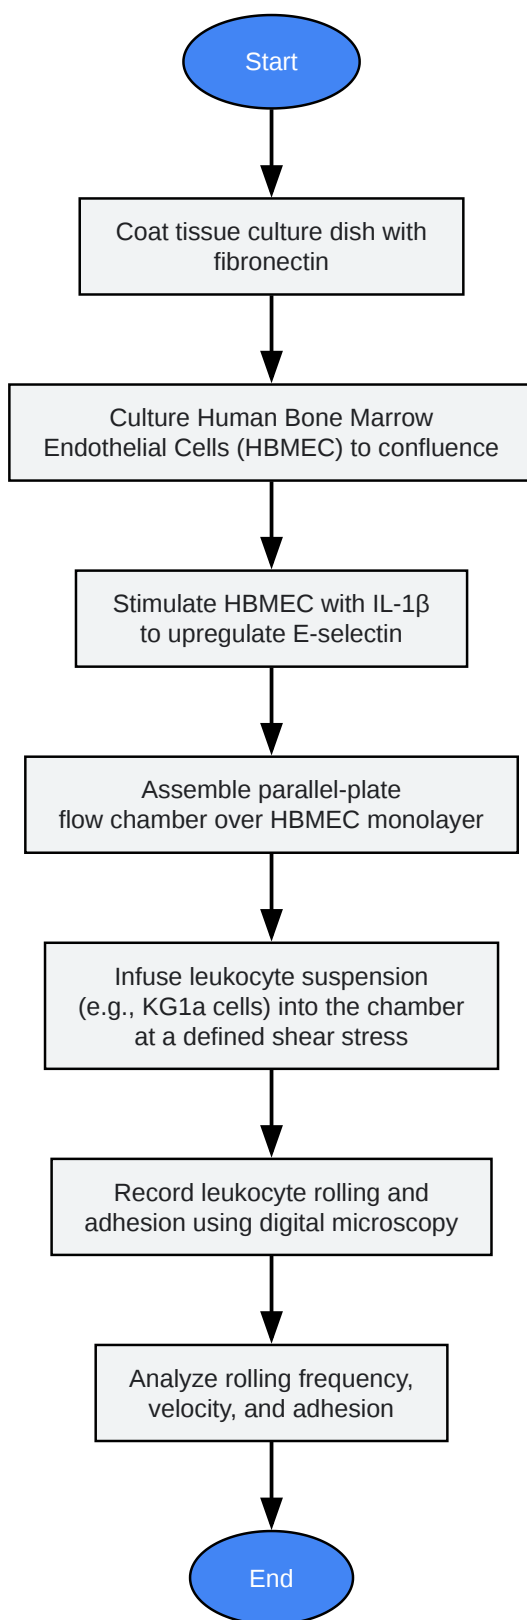 Start
Coat tissue culture dish with
fibronectin
Culture Human Bone Marrow
Endothelial Cells (HBMEC) to confluence
Stimulate HBMEC with IL-1β
to upregulate E-selectin
Assemble parallel-plate
flow chamber over HBMEC monolayer
Infuse leukocyte suspension
(e.g., KG1a cells) into the chamber
at a defined shear stress
Record leukocyte rolling and
adhesion using digital microscopy
Analyze rolling frequency,
velocity, and adhesion
End